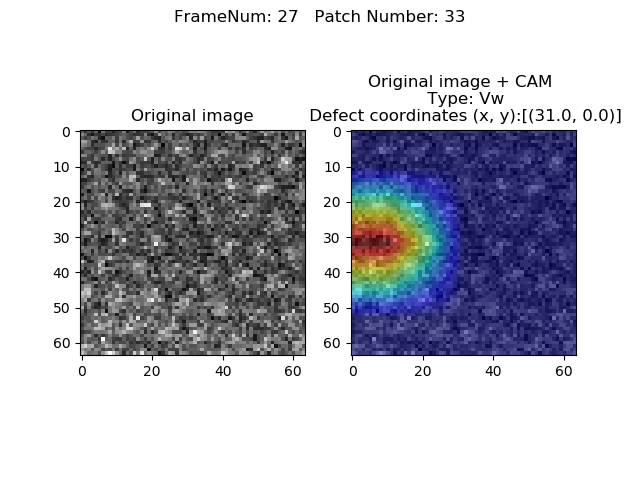 FrameNum: 27   Patch Number: 33
Original image
0
10
20
30
40
50
60
0 20 40 60
Original image + CAM
Type: Vw
Defect coordinates (x, y):[(31.0, 0.0)]
0
10
20
30
40
50
60
0 20 40 60